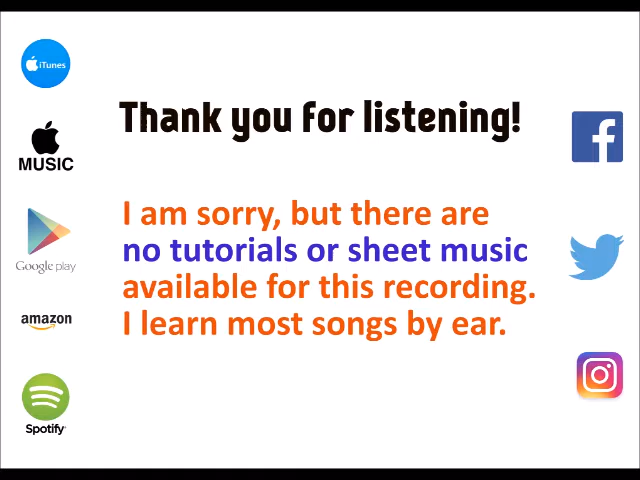 iTunes
Thank you for listening!
MUSIC
I am sorry, but there are
no tutorials or sheet music
Google play
available for this recording.
amazon
I learn most songs by ear.
Spotify